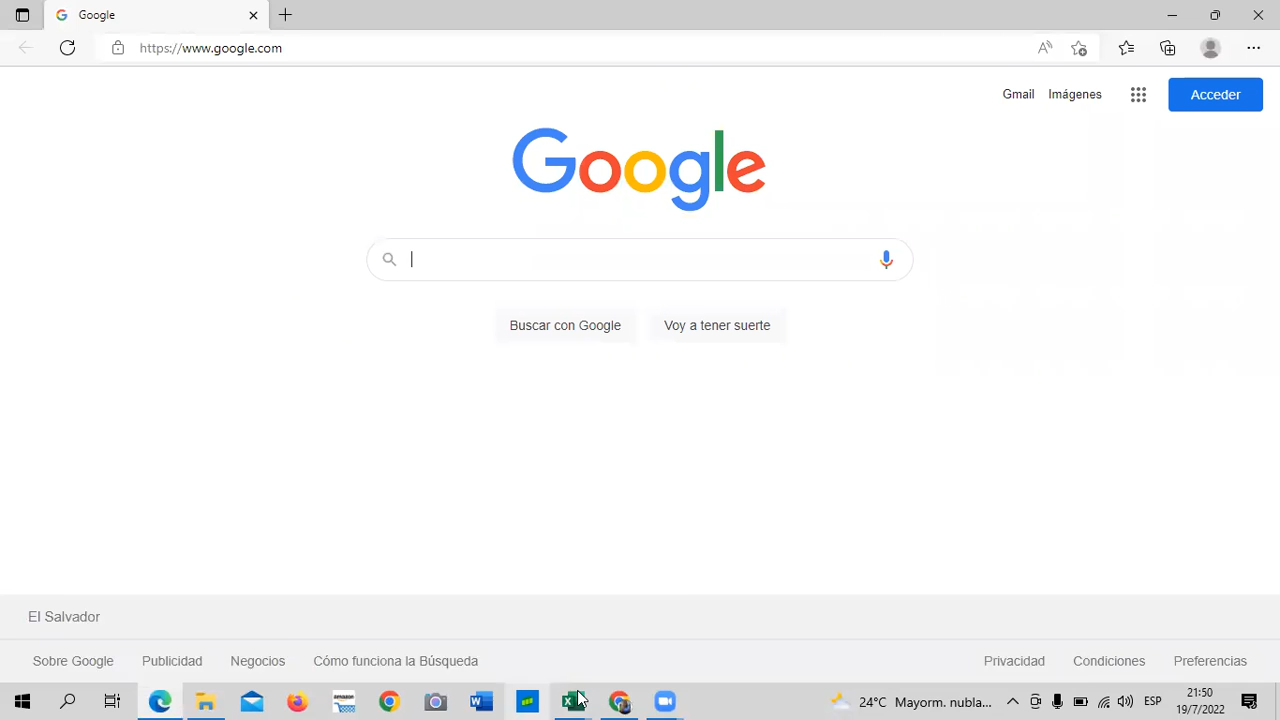 Google
https://www.google.com
Gmail Imágenes Acceder
Google
Buscar con Google Voy a tener suerte
El Salvador
Sobre Google Publicidad Negocios Cómo funciona la Búsqueda Privacidad Condiciones Preferencias
24°C Mayorm. nubla... ESP 21:50
19/7/2022